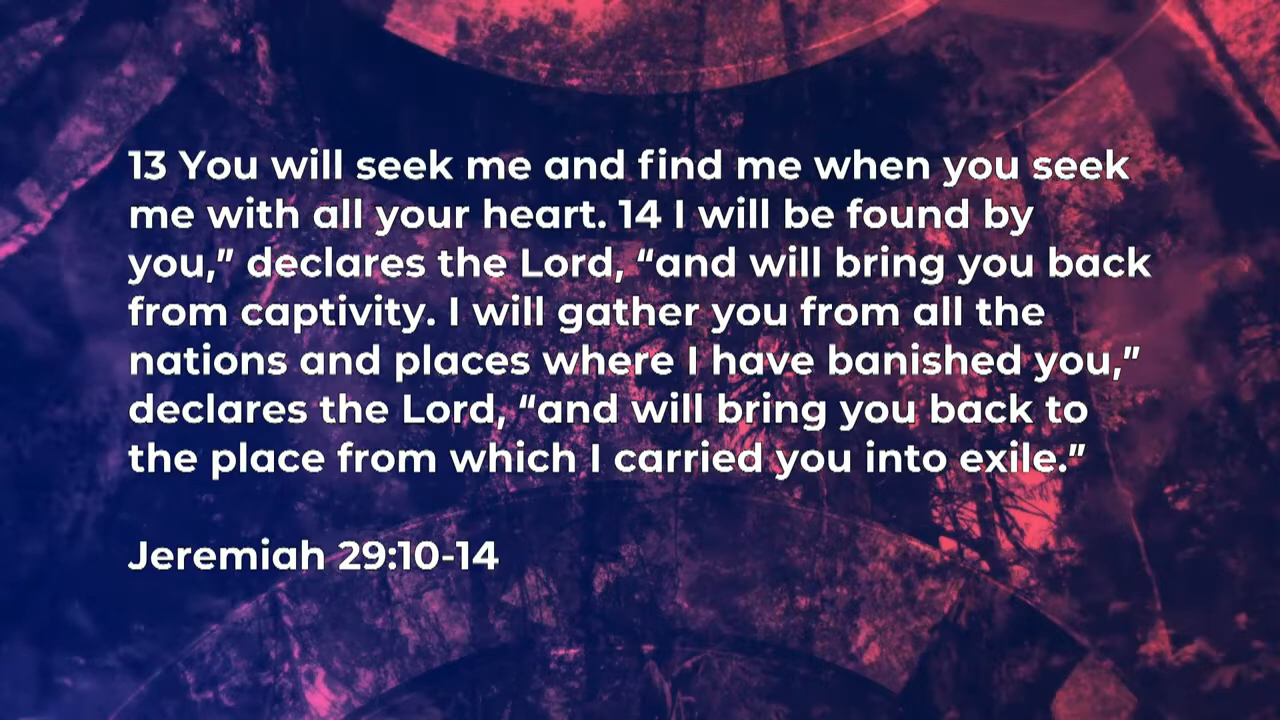 13 You will seek me and find me when you seek
me with all your heart. 14 I will be found by
you,” declares the Lord, “and will bring you back
from captivity. I will gather you from all the
nations and places where I have banished you,”
declares the Lord, “and will bring you back to
the place from which I carried you into exile.”
Jeremiah 29:10-14